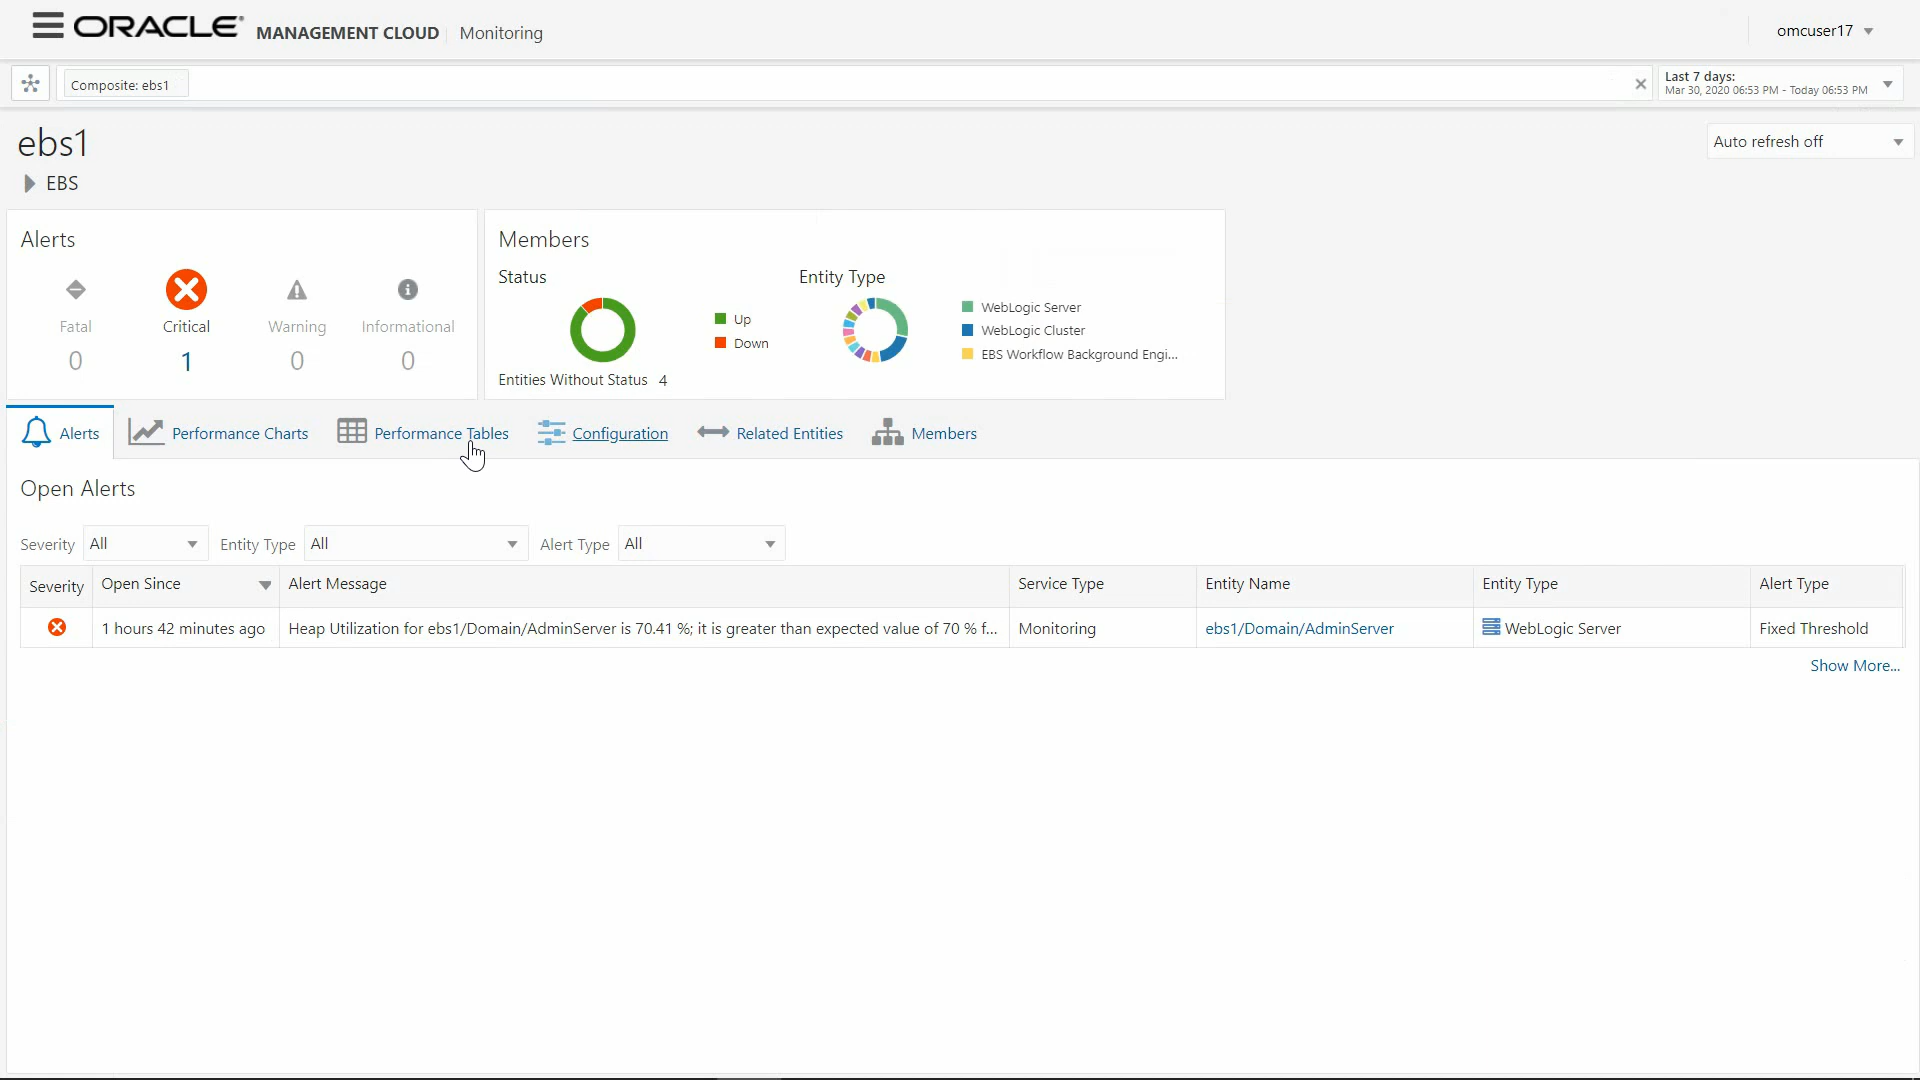 ORACLE® MANAGEMENT CLOUD Monitoring omcuser17
Composite: ebs1
Last 7 days:
Mar 30, 2020 06:53 PM - Today 06:53 PM
ebs1
Auto refresh off
EBS
Alerts
Fatal Critical Warning Informational
0 1 0 0
Members
Status Entity Type
Up
Down
WebLogic Server
WebLogic Cluster
EBS Workflow Background Engi...
Entities Without Status 4
Alerts Performance Charts Performance Tables Configuration Related Entities Members
Open Alerts
Severity All Entity Type All Alert Type All
Severity Open Since Alert Message Service Type Entity Name Entity Type Alert Type
1 hours 42 minutes ago Heap Utilization for ebs1/Domain/AdminServer is 70.41 %; it is greater than expected value of 70 % f... Monitoring ebs1/Domain/AdminServer WebLogic Server Fixed Threshold
Show More...